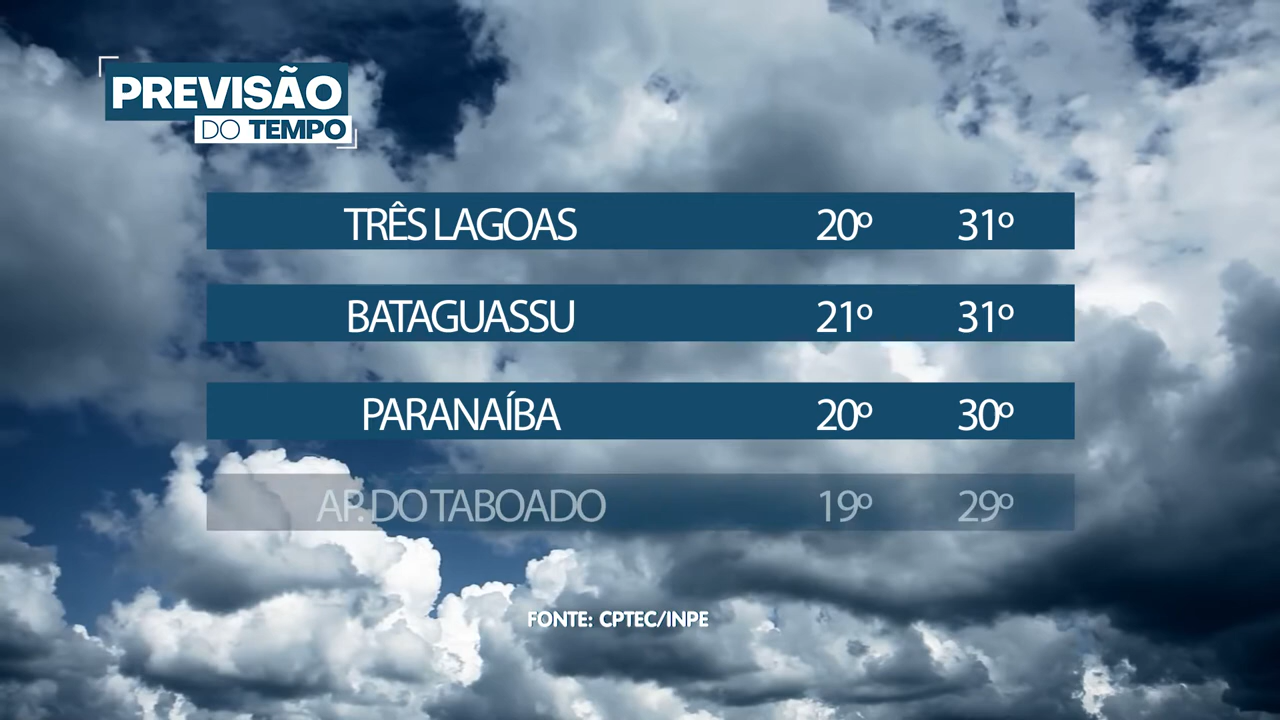 PREVISÃO
DO TEMPO
TRÊS LAGOAS 20º 31º
BATAGUASSU 21º 31º
PARANAÍBA 20º 30º
AP. DO TABOADO 19º 29º
FONTE: CPTEC/INPE